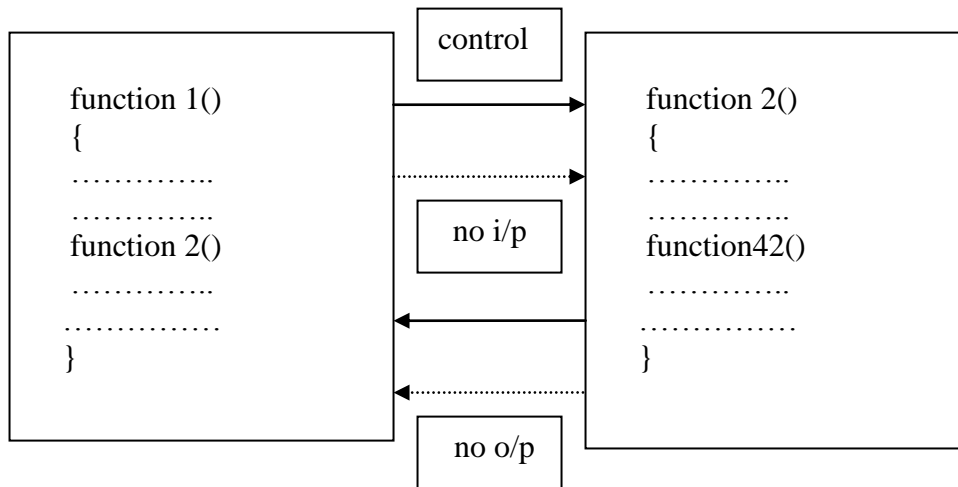 control
function 1()
{
…………..
…………..
function 2()
…………..
……………
}
no i/p
no o/p
function 2()
{
…………..
…………..
function42()
…………..
……………
}